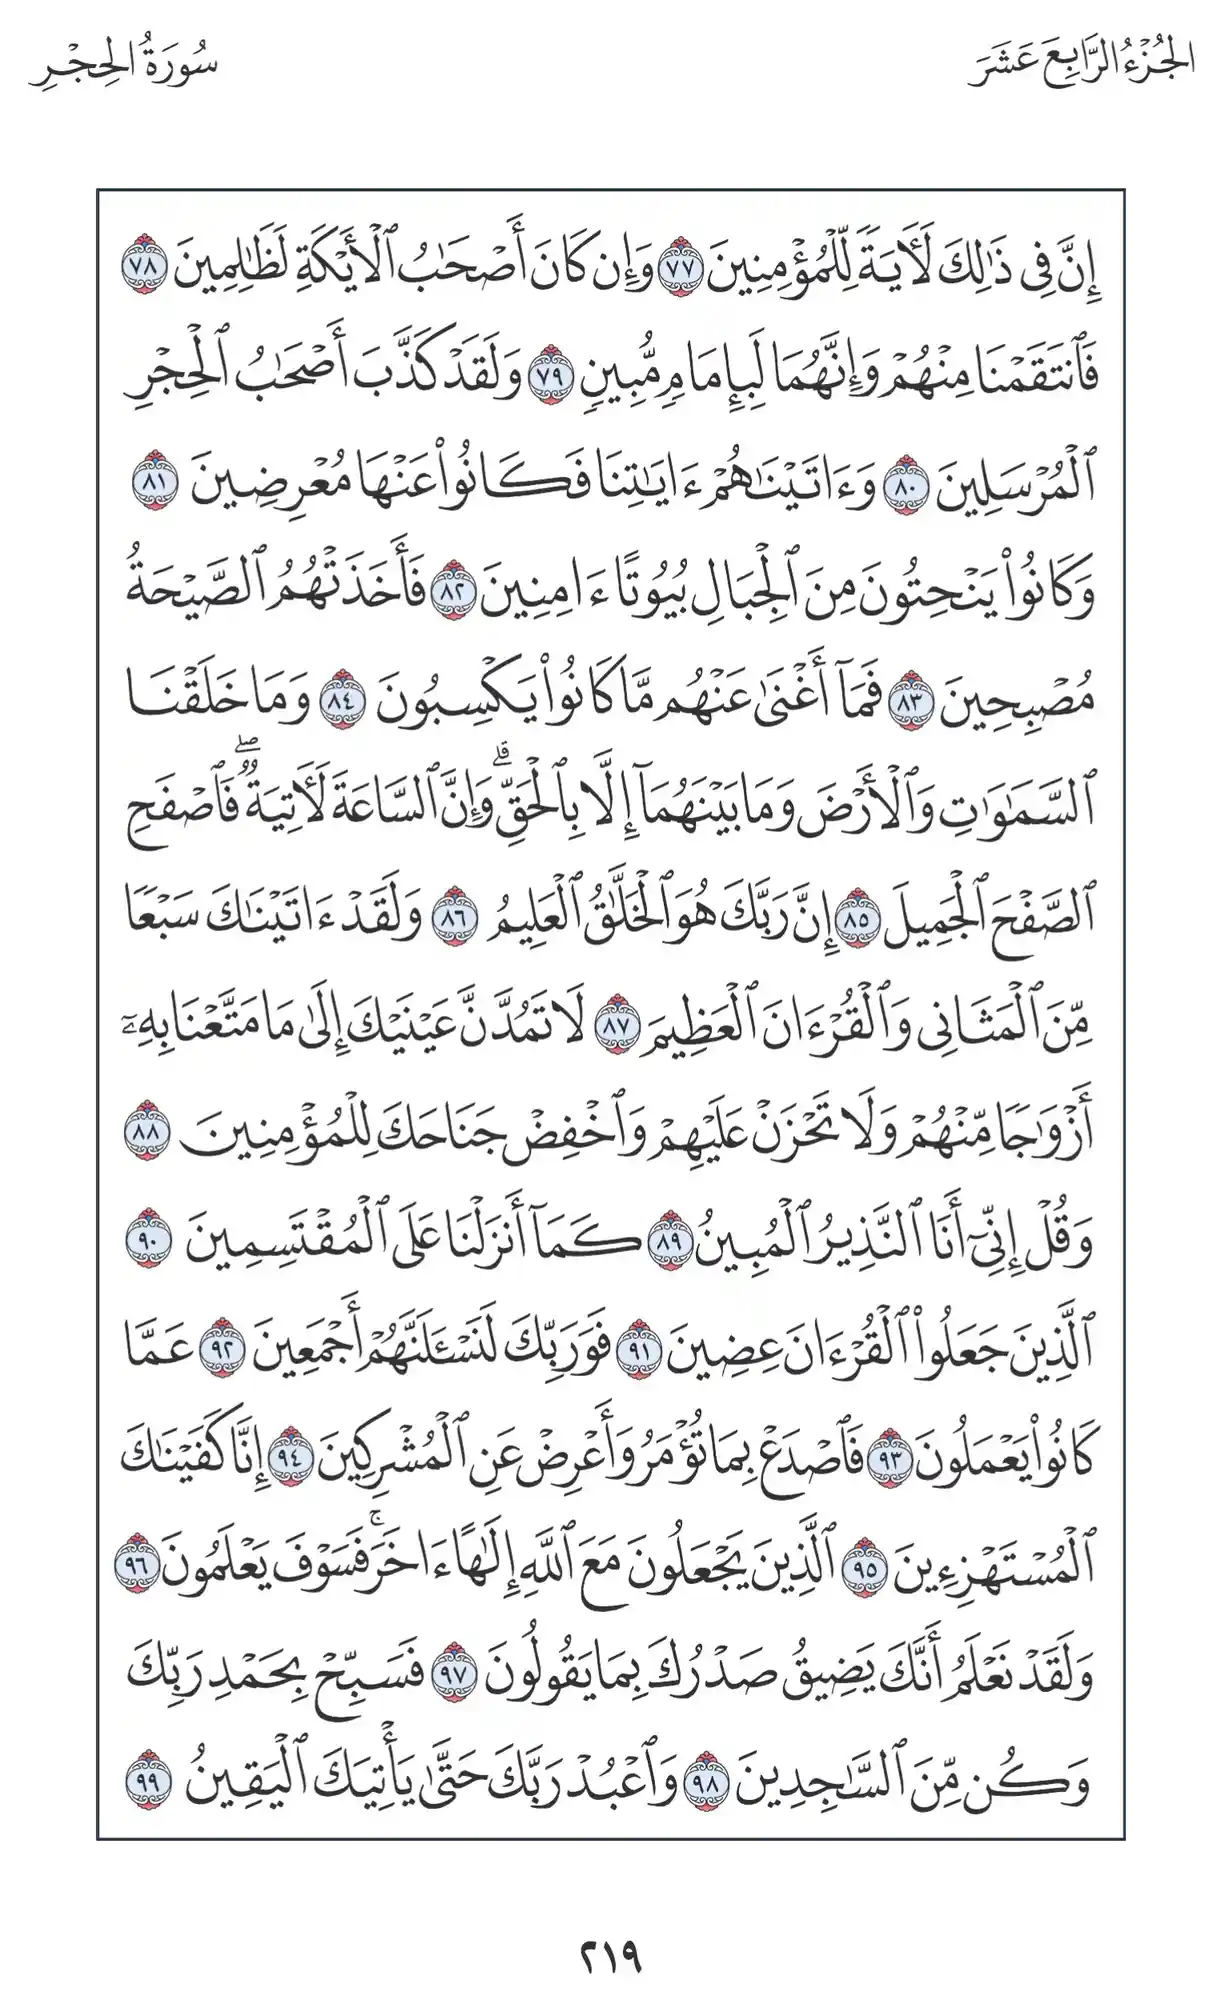 الجُزْءُ الرَّابِعَ عَشَرَ
سُورَةُ الحِجْرِ
إِنَّ فِى ذَٰلِكَ لَـَٔايَةً لِّلْمُؤْمِنِينَ ٧٧ وَإِن كَانَ أَصْحَـٰبُ ٱلْأَيْكَةِ لَظَـٰلِمِينَ ٧٨
فَٱنتَقَمْنَا مِنْهُمْ وَإِنَّهُمَا لَبِإِمَامٍ مُّبِينٍ ٧٩ وَلَقَدْ كَذَّبَ أَصْحَـٰبُ ٱلْحِجْرِ
ٱلْمُرْسَلِينَ ٨٠ وَءَاتَيْنَـٰهُمْ ءَايَـٰتِنَا فَكَانُوا۟ عَنْهَا مُعْرِضِينَ ٨١
وَكَانُوا۟ يَنْحِتُونَ مِنَ ٱلْجِبَالِ بُيُوتًا ءَامِنِينَ ٨٢ فَأَخَذَتْهُمُ ٱلصَّيْحَةُ
مُصْبِحِينَ ٨٣ فَمَآ أَغْنَىٰ عَنْهُم مَّا كَانُوا۟ يَكْسِبُونَ ٨٤ وَمَا خَلَقْنَا
ٱلسَّمَـٰوَٰتِ وَٱلْأَرْضَ وَمَا بَيْنَهُمَآ إِلَّا بِٱلْحَقِّ ۗ وَإِنَّ ٱلسَّاعَةَ لَـَٔاتِيَةٌ ۖ فَٱصْفَحِ
ٱلصَّفْحَ ٱلْجَمِيلَ ٨٥ إِنَّ رَبَّكَ هُوَ ٱلْخَلَّـٰقُ ٱلْعَلِيمُ ٨٦ وَلَقَدْ ءَاتَيْنَـٰكَ سَبْعًا
مِّنَ ٱلْمَثَانِى وَٱلْقُرْءَانَ ٱلْعَظِيمَ ٨٧ لَا تَمُدَّنَّ عَيْنَيْكَ إِلَىٰ مَا مَتَّعْنَا بِهِۦٓ
أَزْوَٰجًا مِّنْهُمْ وَلَا تَحْزَنْ عَلَيْهِمْ وَٱخْفِضْ جَنَاحَكَ لِلْمُؤْمِنِينَ ٨٨
وَقُلْ إِنِّىٓ أَنَا ٱلنَّذِيرُ ٱلْمُبِينُ ٨٩ كَمَآ أَنزَلْنَا عَلَى ٱلْمُقْتَسِمِينَ ٩٠
ٱلَّذِينَ جَعَلُوا۟ ٱلْقُرْءَانَ عِضِينَ ٩١ فَوَرَبِّكَ لَنَسْـَٔلَنَّهُمْ أَجْمَعِينَ ٩٢ عَمَّا
كَانُوا۟ يَعْمَلُونَ ٩٣ فَٱصْدَعْ بِمَا تُؤْمَرُ وَأَعْرِضْ عَنِ ٱلْمُشْرِكِينَ ٩٤ إِنَّا كَفَيْنَـٰكَ
ٱلْمُسْتَهْزِءِينَ ٩٥ ٱلَّذِينَ يَجْعَلُونَ مَعَ ٱللَّهِ إِلَـٰهًا ءَاخَرَ ۚ فَسَوْفَ يَعْلَمُونَ ٩٦
وَلَقَدْ نَعْلَمُ أَنَّكَ يَضِيقُ صَدْرُكَ بِمَا يَقُولُونَ ٩٧ فَسَبِّحْ بِحَمْدِ رَبِّكَ
وَكُن مِّنَ ٱلسَّـٰجِدِينَ ٩٨ وَٱعْبُدْ رَبَّكَ حَتَّىٰ يَأْتِيَكَ ٱلْيَقِينُ ٩٩
٢١٩